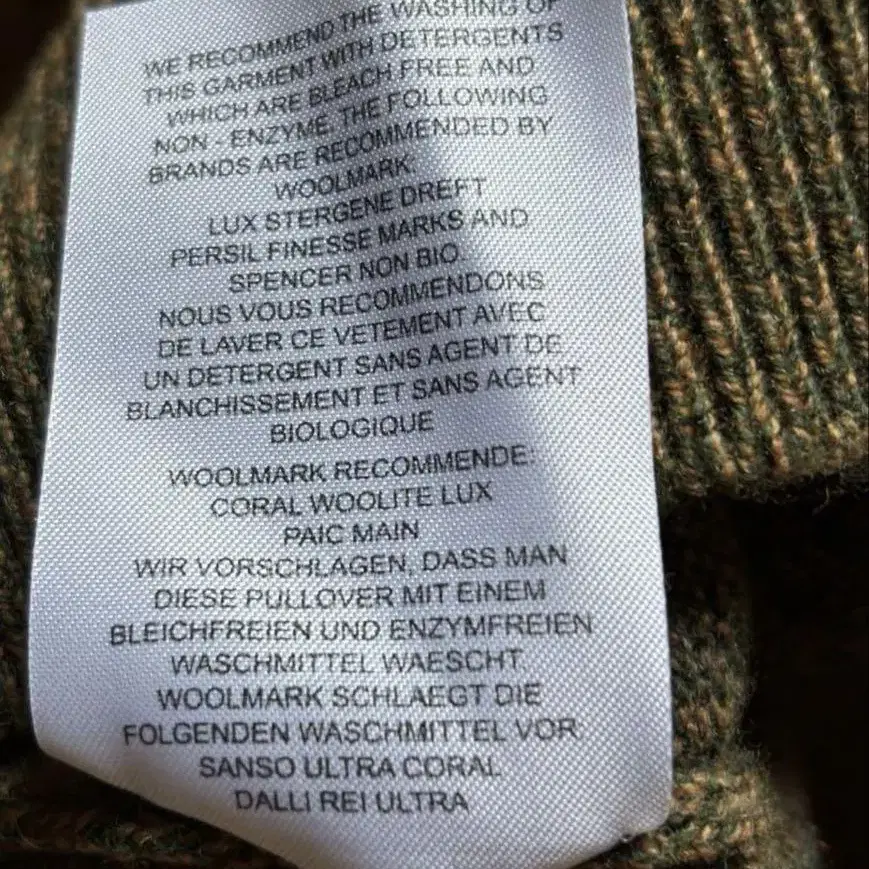 WE RECOMMEND THE WASHING OF
THIS GARMENT WITH DETERGENTS
WHICH ARE BLEACH FREE AND
NON - ENZYME. THE FOLLOWING
BRANDS ARE RECOMMENDED BY
WOOLMARK.
LUX STERGENE DREFT
PERSIL FINESSE MARKS AND
SPENCER NON BIO.
NOUS VOUS RECOMMENDONS
DE LAVER CE VETEMENT AVEC
UN DETERGENT SANS AGENT DE
BLANCHISSEMENT ET SANS AGENT
BIOLOGIQUE
WOOLMARK RECOMMENDE:
CORAL WOOLITE LUX
PAIC MAIN
WIR VORSCHLAGEN, DASS MAN
DIESE PULLOVER MIT EINEM
BLEICHFREIEN UND ENZYMFREIEN
WASCHMITTEL WAESCHT.
WOOLMARK SCHLAEGT DIE
FOLGENDEN WASCHMITTEL VOR
SANSO ULTRA CORAL
DALLI REI ULTRA